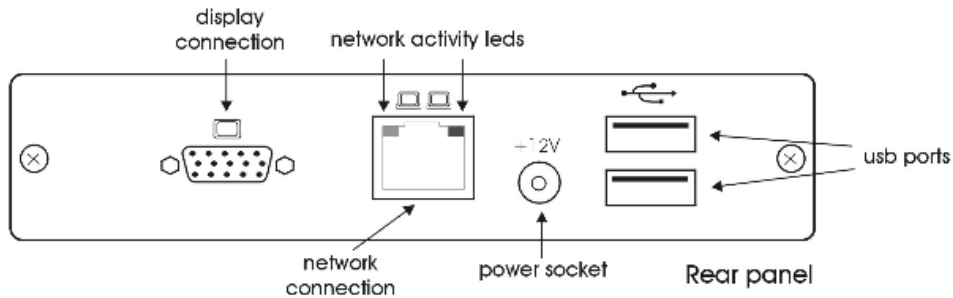 display
connection
network activity leds
+12V
usb ports
network
connection
power socket
Rear panel